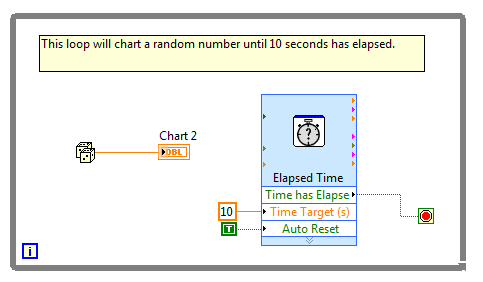 This loop will chart a random number until 10 seconds has elapsed.
Chart 2
DBL
?
Elapsed Time
Time has Elapse
10
Time Target (s)
T
Auto Reset
i